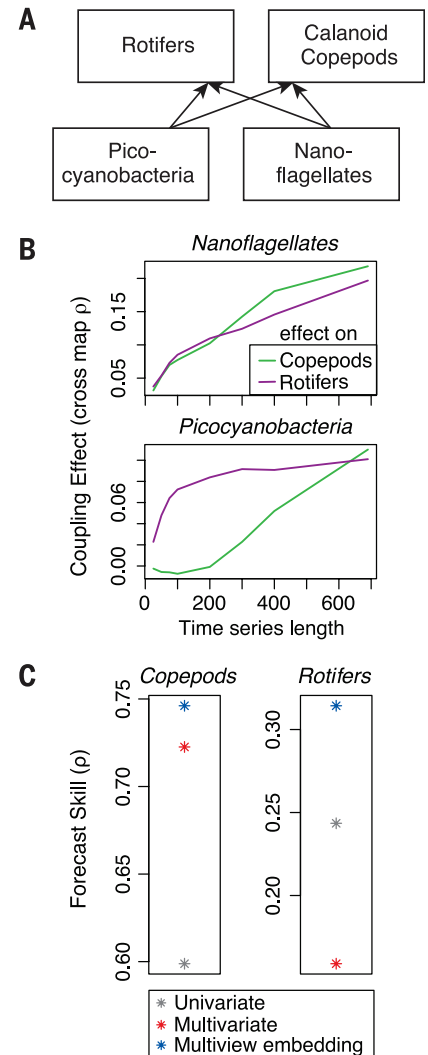 A
Rotifers
Calanoid
Copepods
Pico-
cyanobacteria
Nano-
flagellates
B
Nanoflagellates
0.15
0.05
effect on
Copepods
Rotifers
Coupling Effect (cross map ρ)
Picocyanobacteria
0.06
0.00
0 200 400 600
Time series length
C
Copepods Rotifers
0.75
0.70
0.65
0.60
Forecast Skill (ρ)
0.30
0.25
0.20
Univariate
Multivariate
Multiview embedding